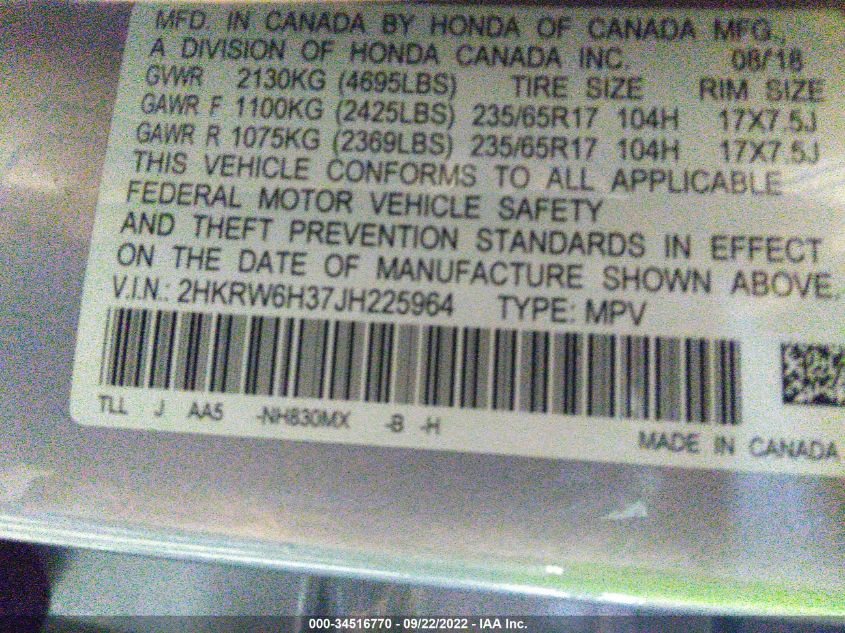 MFD. IN CANADA BY HONDA OF CANADA MFG.,
A DIVISION OF HONDA CANADA INC. 08/18
GVWR 2130KG (4695LBS) TIRE SIZE RIM SIZE
GAWR F 1100KG (2425LBS) 235/65R17 104H 17X7.5J
GAWR R 1075KG (2369LBS) 235/65R17 104H 17X7.5J
THIS VEHICLE CONFORMS TO ALL APPLICABLE
FEDERAL MOTOR VEHICLE SAFETY
AND THEFT PREVENTION STANDARDS IN EFFECT
ON THE DATE OF MANUFACTURE SHOWN ABOVE.
V.I.N.: 2HKRW6H37JH225964 TYPE: MPV
TLL J AA5 -NH830MX -B -H
MADE IN CANADA
000-34516770 - 09/22/2022 - IAA Inc.